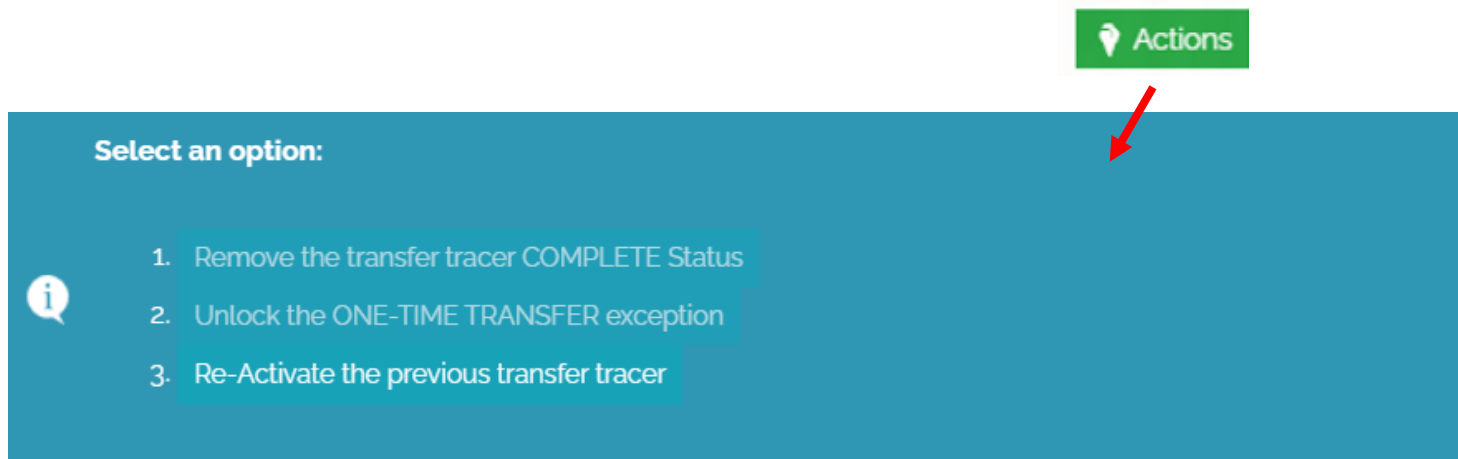 Actions
Select an option:
1. Remove the transfer tracer COMPLETE Status
2. Unlock the ONE-TIME TRANSFER exception
3. Re-Activate the previous transfer tracer